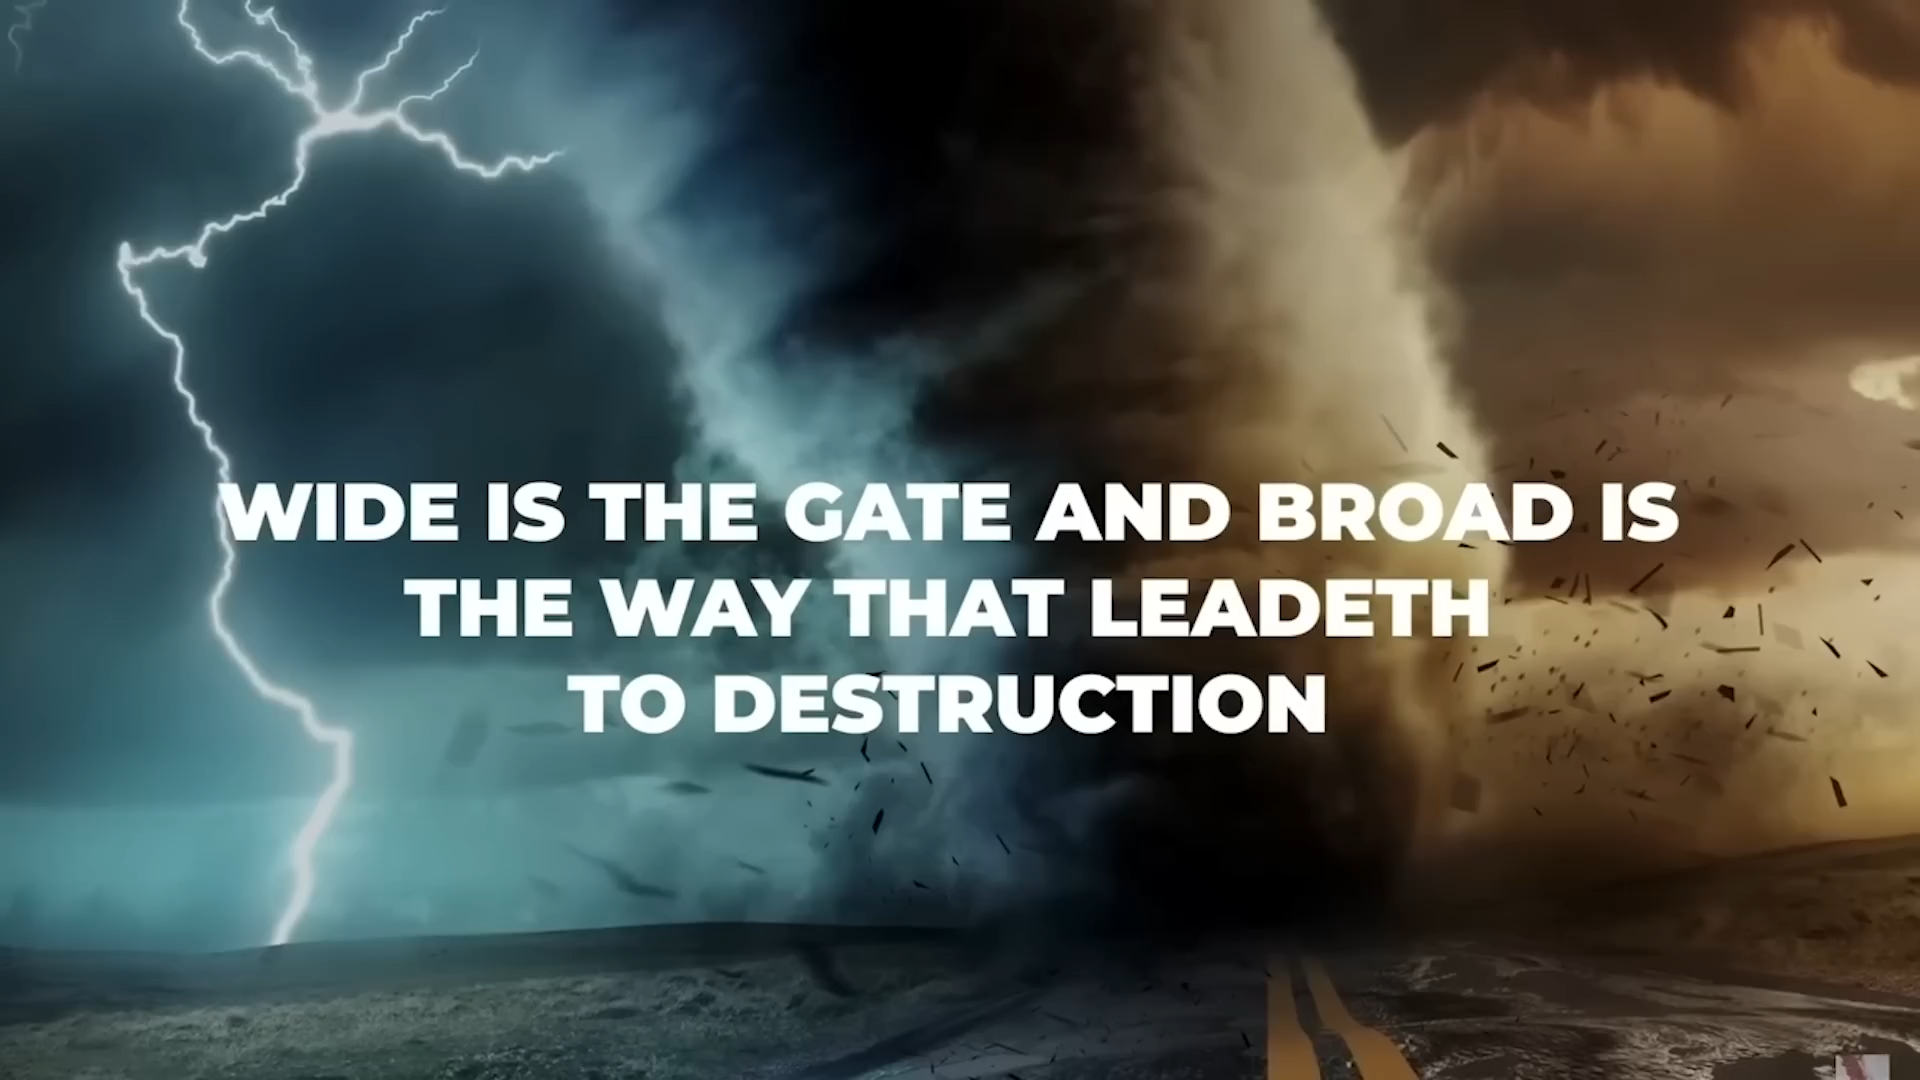 WIDE IS THE GATE AND BROAD IS
THE WAY THAT LEADETH
TO DESTRUCTION